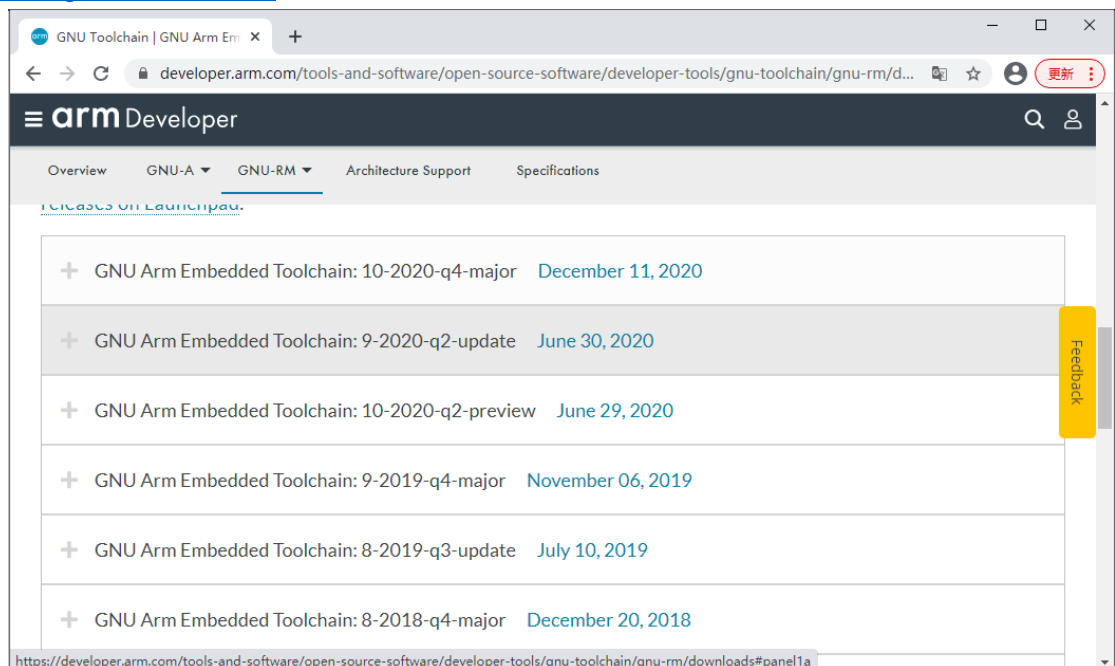 GNU Toolchain | GNU Arm Em
developer.arm.com/tools-and-software/open-source-software/developer-tools/gnu-toolchain/gnu-rm/d...
更新
arm Developer
Overview GNU-A GNU-RM Architecture Support Specifications
releases on Launchpad.
GNU Arm Embedded Toolchain: 10-2020-q4-major December 11, 2020
GNU Arm Embedded Toolchain: 9-2020-q2-update June 30, 2020
Feedback
GNU Arm Embedded Toolchain: 10-2020-q2-preview June 29, 2020
GNU Arm Embedded Toolchain: 9-2019-q4-major November 06, 2019
GNU Arm Embedded Toolchain: 8-2019-q3-update July 10, 2019
GNU Arm Embedded Toolchain: 8-2018-q4-major December 20, 2018
https://developer.arm.com/tools-and-software/open-source-software/developer-tools/gnu-toolchain/gnu-rm/downloads#panel1a